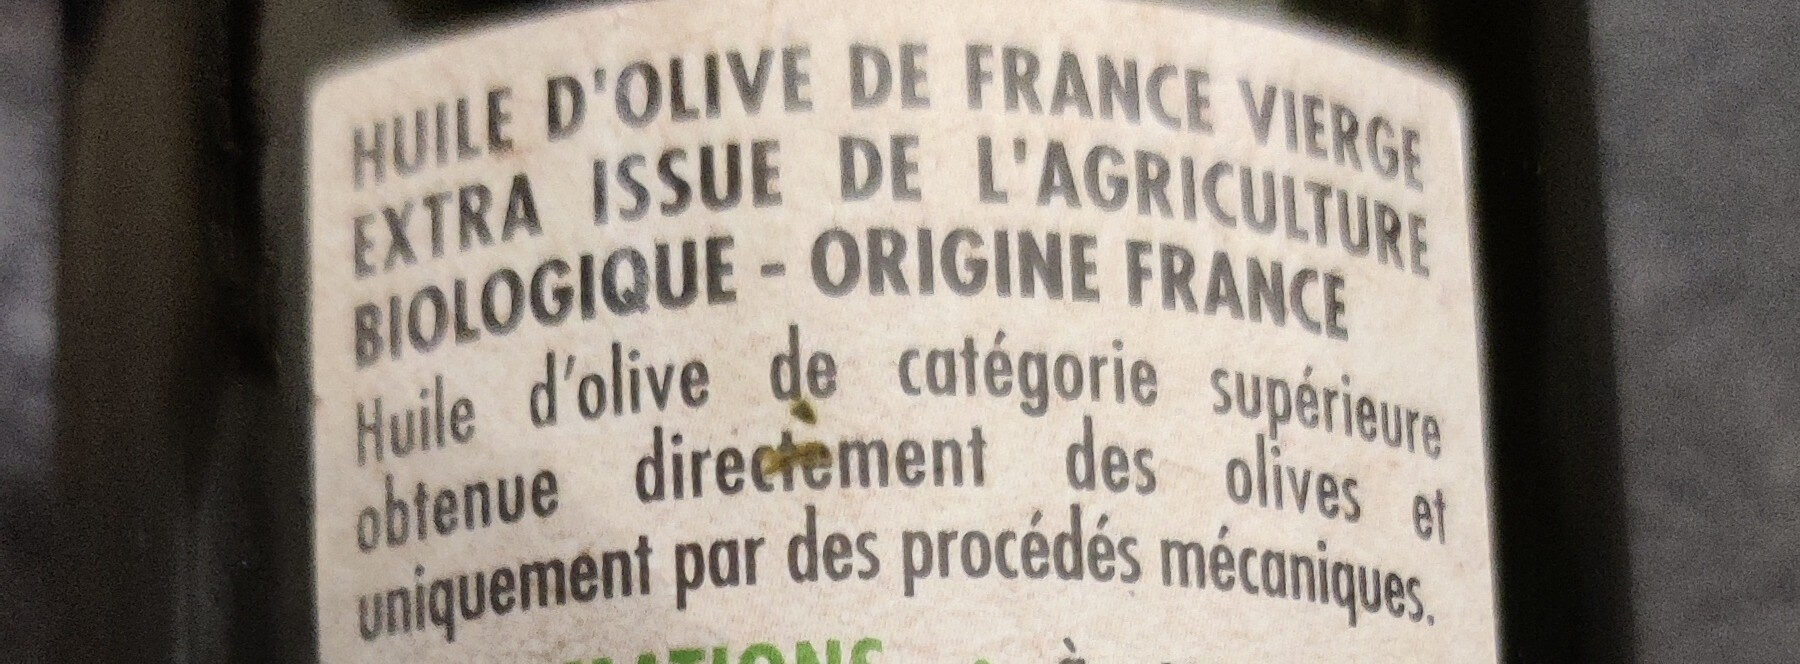 HUILE D'OLIVE DE FRANCE VIERGE
EXTRA ISSUE DE L'AGRICULTURE
BIOLOGIQUE - ORIGINE FRANCE
Huile d'olive de catégorie supérieure
obtenue directement des olives et
uniquement par des procédés mécaniques.